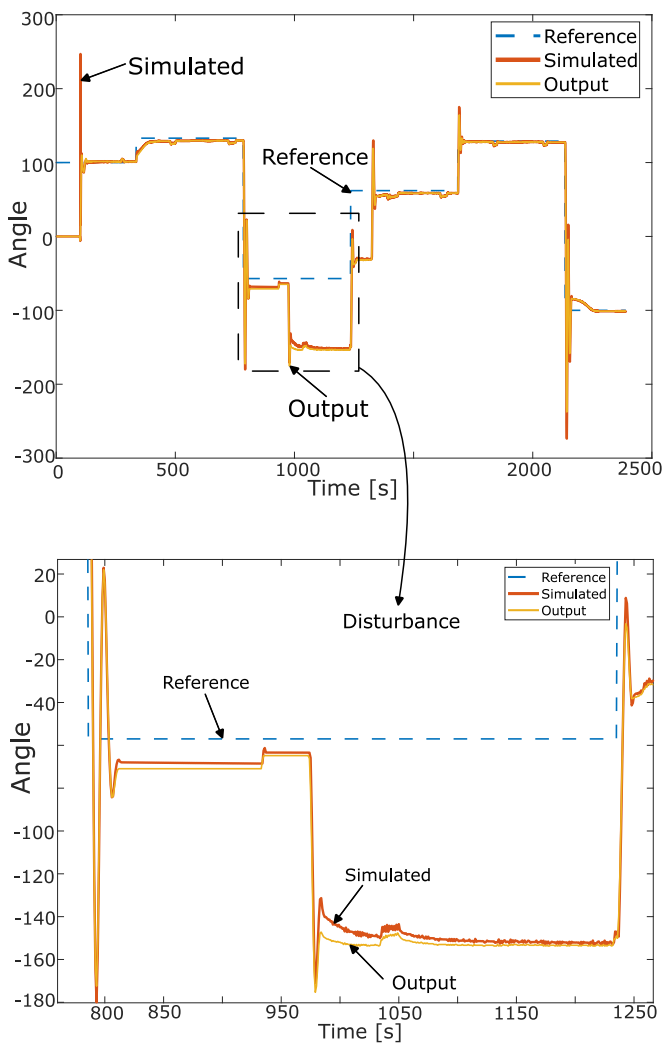 300
200
100
0
-100
-200
-300
Angle
Simulated
Reference
Output
Reference
Simulated
Output
0
500
1000
2000
2500
Time [s]
20
0
-20
-40
-100
-120
-140
-160
-180
Angle
Reference
Simulated
Output
Disturbance
Reference
Simulated
Output
800
850
950
1050
1150
1250
Time [s]